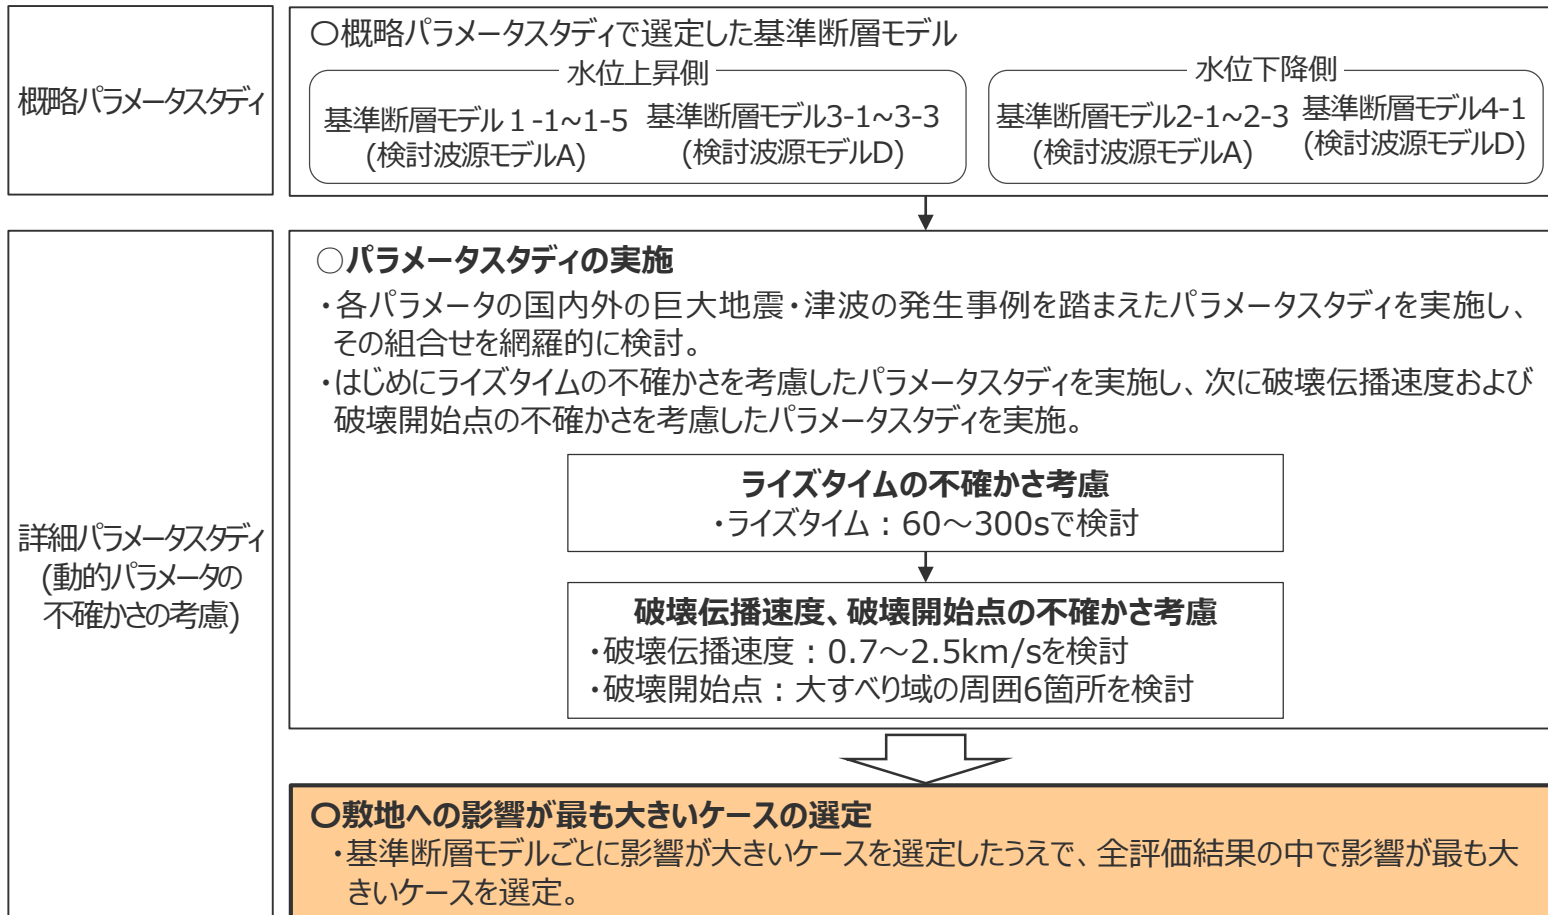 概略パラメータスタディ
〇概略パラメータスタディで選定した基準断層モデル
水位上昇側
基準断層モデル１-1~1-5
(検討波源モデルA)
基準断層モデル3-1~3-3
(検討波源モデルD)
水位下降側
基準断層モデル2-1~2-3
(検討波源モデルA)
基準断層モデル4-1
(検討波源モデルD)
詳細パラメータスタディ
(動的パラメータの
不確かさの考慮)
○パラメータスタディの実施
・各パラメータの国内外の巨大地震・津波の発生事例を踏まえたパラメータスタディを実施し、
その組合せを網羅的に検討。
・はじめにライズタイムの不確かさを考慮したパラメータスタディを実施し、次に破壊伝播速度および
破壊開始点の不確かさを考慮したパラメータスタディを実施。
ライズタイムの不確かさ考慮
・ライズタイム：60～300sで検討
破壊伝播速度、破壊開始点の不確かさ考慮
・破壊伝播速度：0.7～2.5km/sを検討
・破壊開始点：大すべり域の周囲6箇所を検討
〇敷地への影響が最も大きいケースの選定
・基準断層モデルごとに影響が大きいケースを選定したうえで、全評価結果の中で影響が最も大
きいケースを選定。